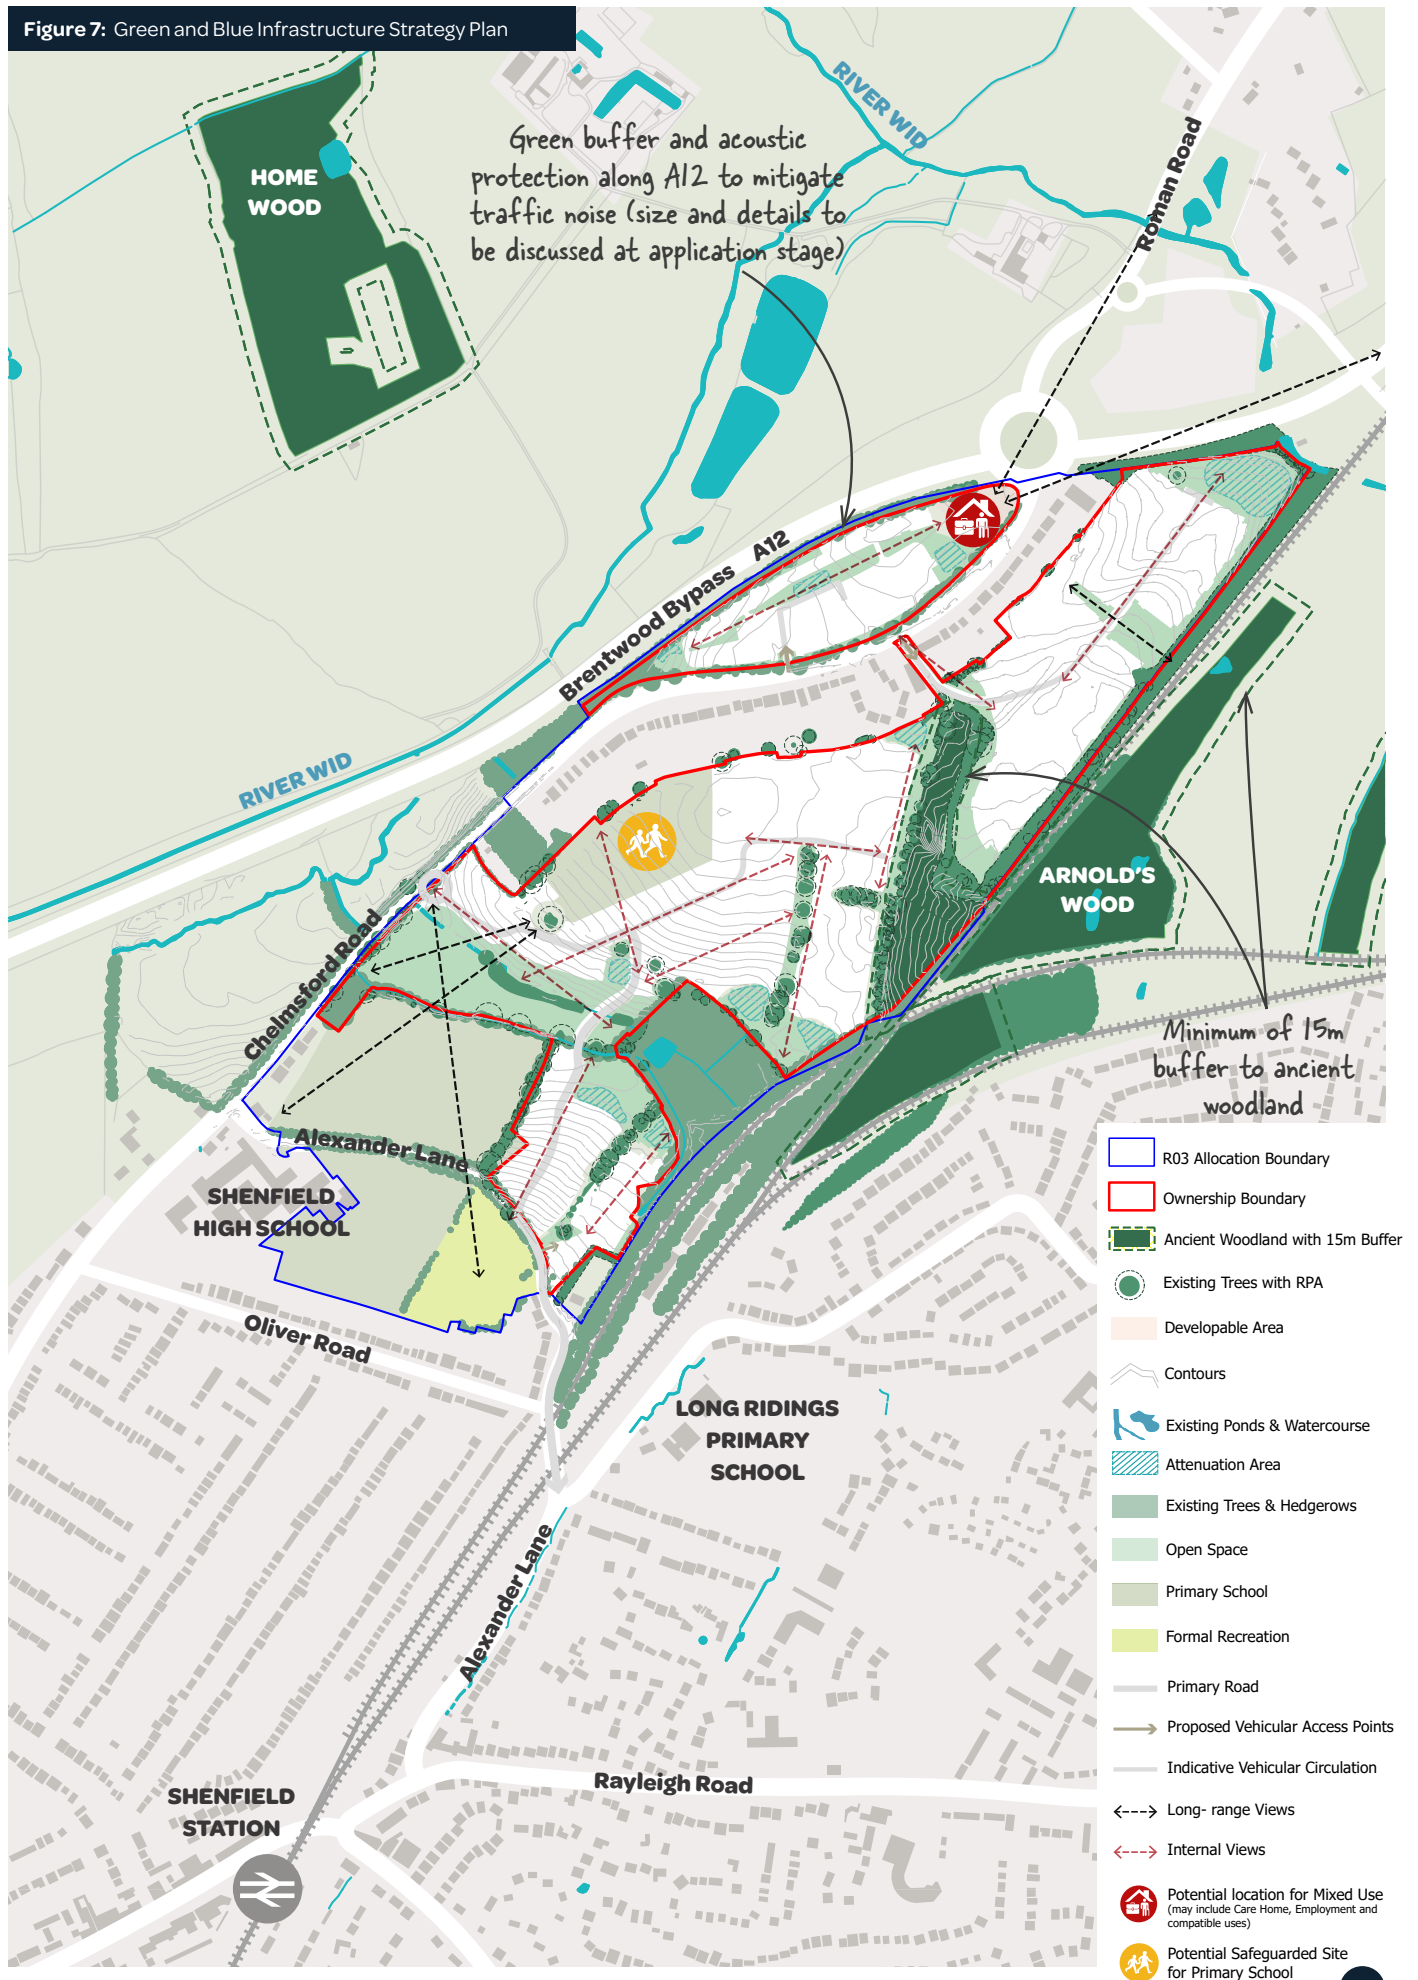 Figure 7: Green and Blue Infrastructure Strategy Plan
RIVER WID
HOME
WOOD
Green buffer and acoustic
protection along A12 to mitigate
traffic noise (size and details to
be discussed at application stage)
Roman Road
Brentwood Bypass A12
RIVER WID
ARNOLD'S
WOOD
Chelmsford Road
Minimum of 15m
buffer to ancient
woodland
Alexander Lane
SHENFIELD
HIGH SCHOOL
Oliver Road
LONG RIDINGS
PRIMARY
SCHOOL
Alexander Lane
Rayleigh Road
SHENFIELD
STATION
R03 Allocation Boundary
Ownership Boundary
Ancient Woodland with 15m Buffer
Existing Trees with RPA
Developable Area
Contours
Existing Ponds & Watercourse
Attenuation Area
Existing Trees & Hedgerows
Open Space
Primary School
Formal Recreation
Primary Road
Proposed Vehicular Access Points
Indicative Vehicular Circulation
Long- range Views
Internal Views
Potential location for Mixed Use
(may include Care Home, Employment and
compatible uses)
Potential Safeguarded Site
for Primary School